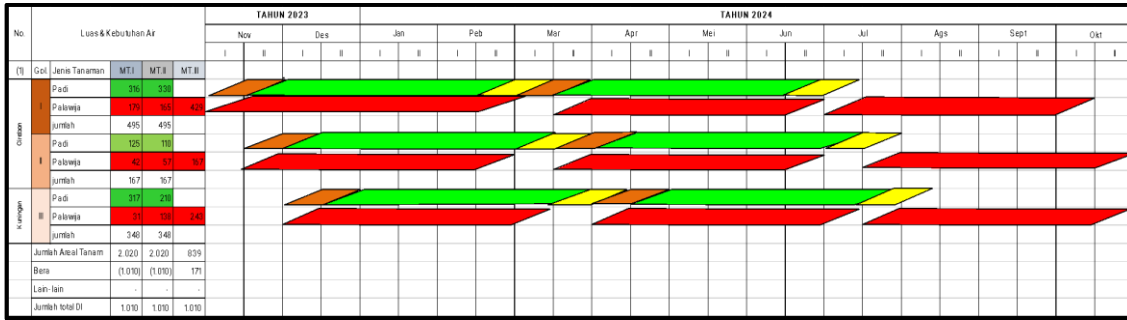 TAHUN 2023 TAHUN 2024
No. Luas & Kebutuhan Air Nov Des Jan Peb Mar Apr Mei Jun Jul Ags Sept Okt
I II I II I II I II I II I II I II I II I II I II I II I II
(1) Gol. Jenis Tanaman MT.I MT.II MT.III
Padi 316 330
I Palawija 179 165 429
jumlah 495 495
Cirebon
Padi 125 110
II Palawija 42 57 167
jumlah 167 167
Padi 317 210
Kuningan III Palawija 31 138 243
jumlah 348 348
Jumlah Areal Tanam 2.020 2.020 839
Bera (1.010) (1.010) 171
Lain-lain - - -
Jumlah total DI 1.010 1.010 1.010